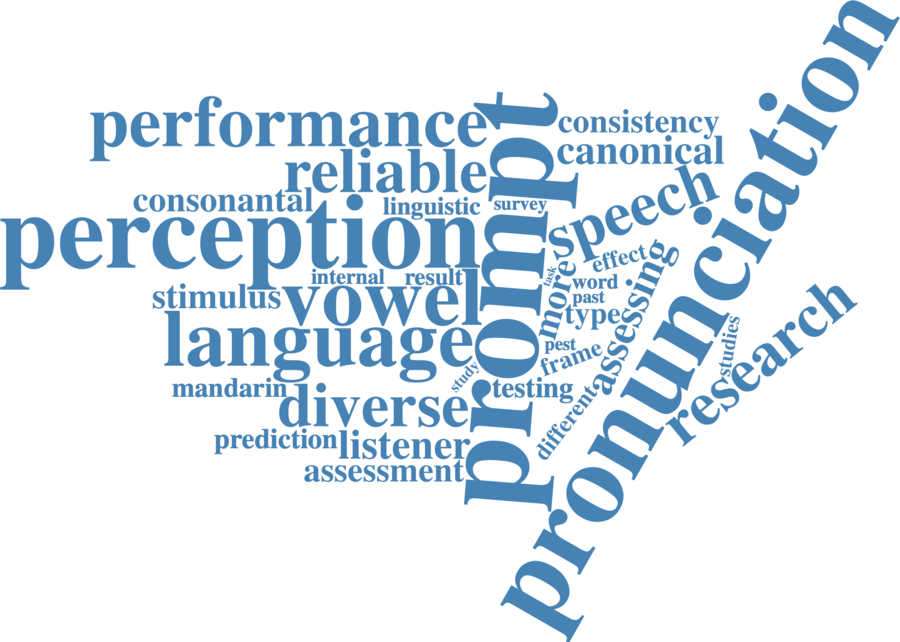 performance
reliable
consonantal
linguistic
perception
internal
result
stimulus
vowel
language
mandarin
diverse
prediction
listener
assessment
prompt
survey
study
testing
consistency
canonical
speech
effect
task
word
more
past
type
assessing
pest
frame
different
pronunciation
studies
research